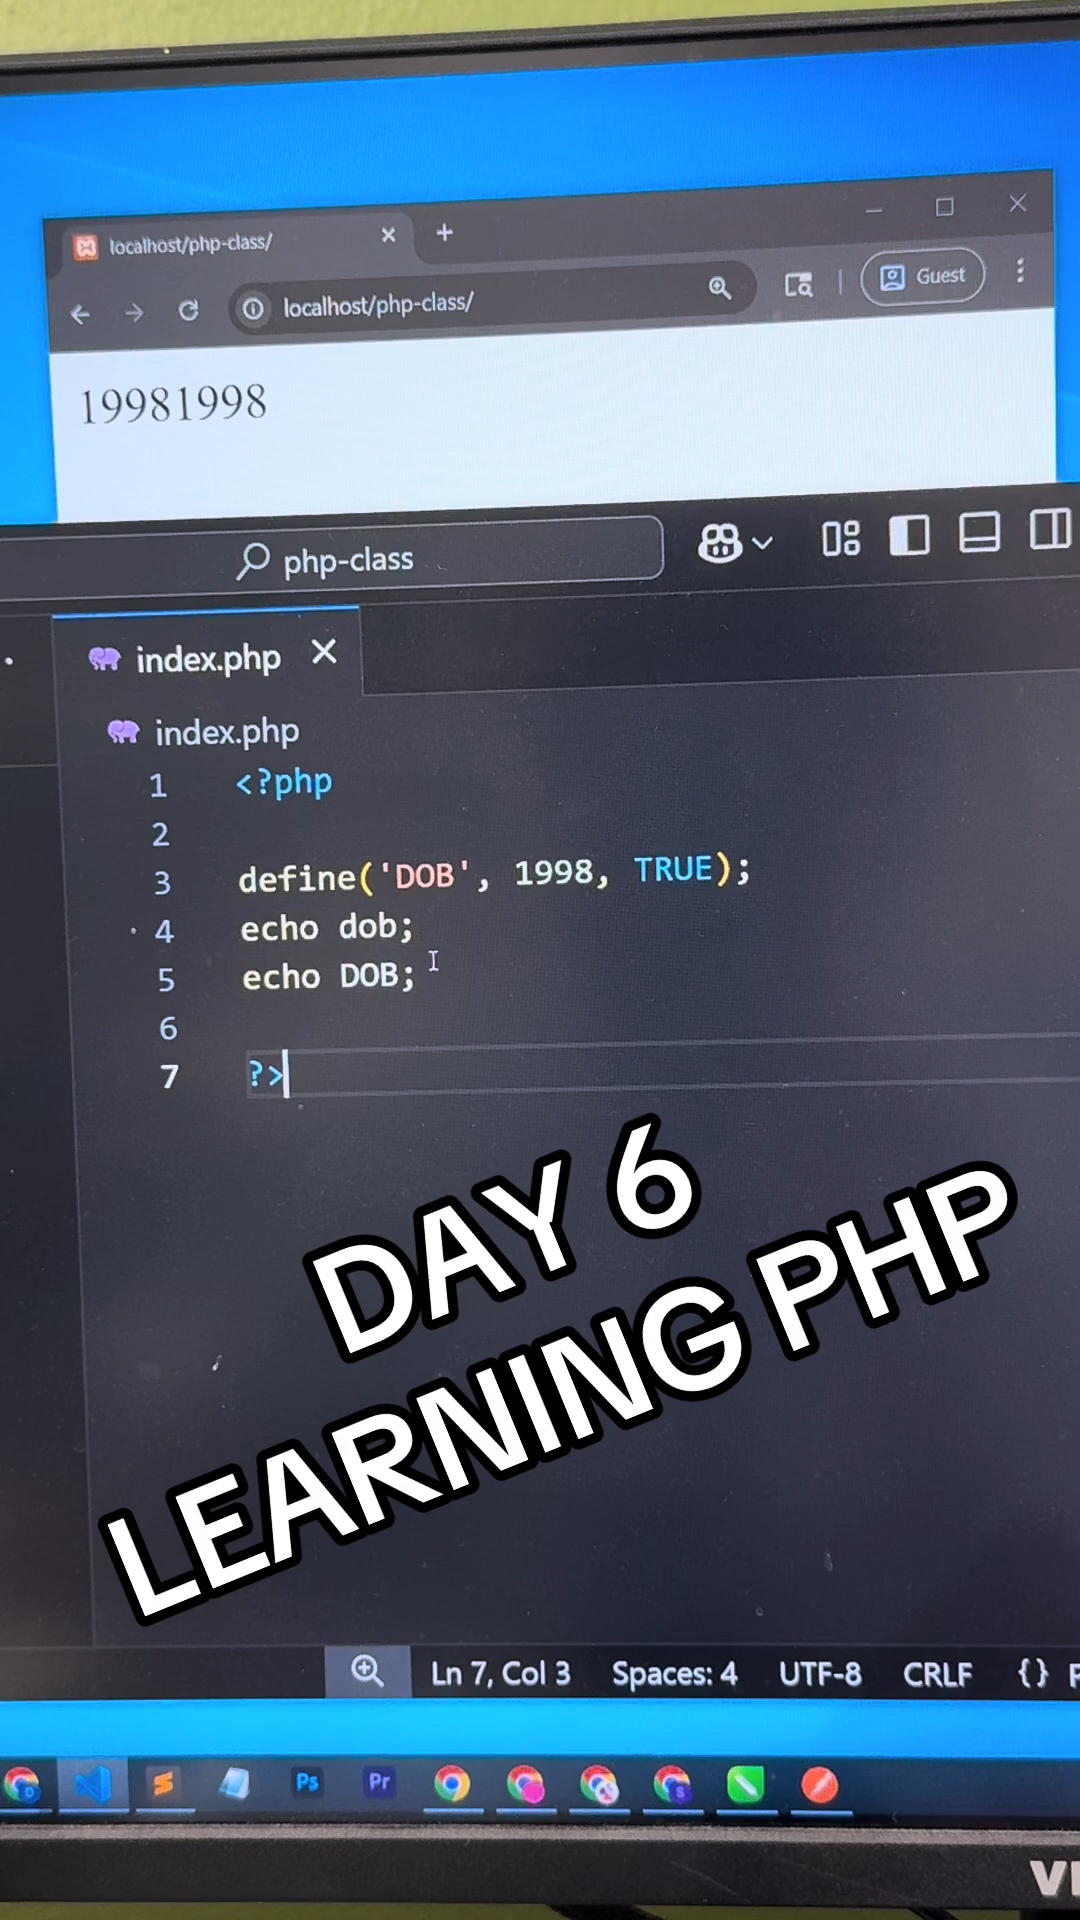 localhost/php-class/
localhost/php-class/
Guest
19981998
php-class
index.php
index.php
1 <?php
2
3 define('DOB', 1998, TRUE);
4 echo dob;
5 echo DOB;
6
7 ?>
DAY 6
LEARNING PHP
Ln 7, Col 3 Spaces: 4 UTF-8 CRLF {} P
D Ps Pr S